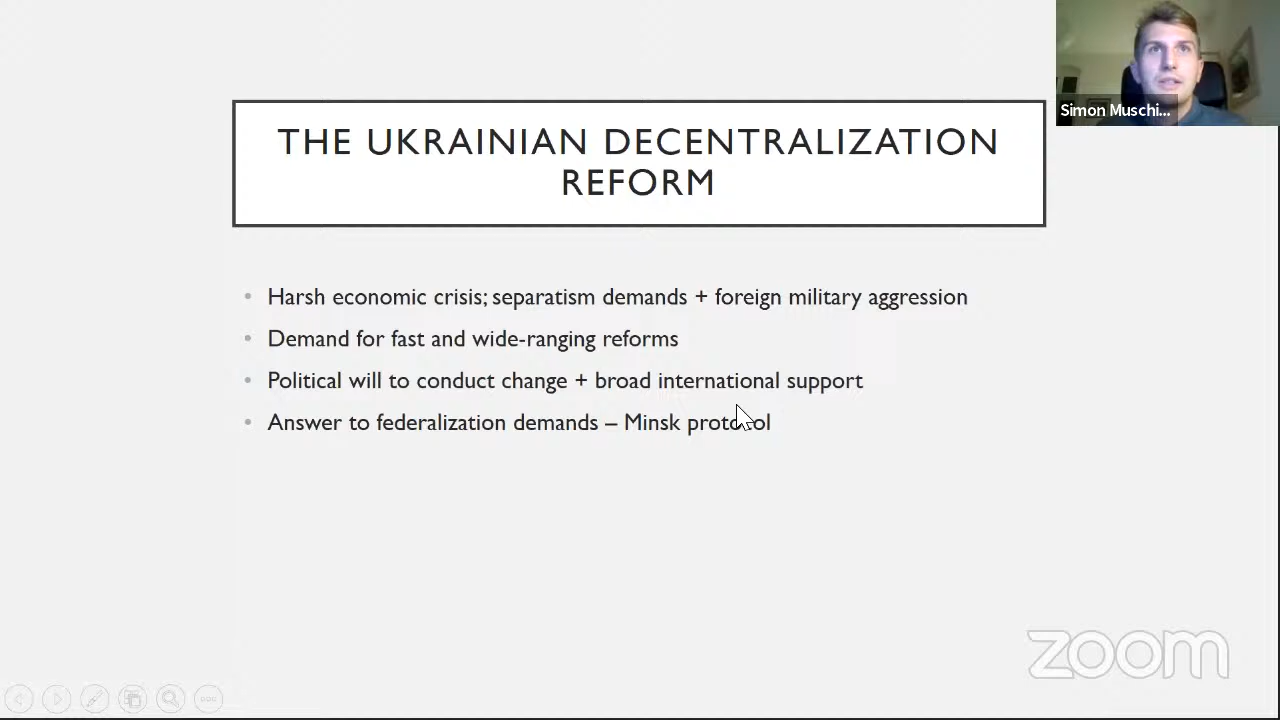 THE UKRAINIAN DECENTRALIZATION
REFORM
Simon Muschi...
• Harsh economic crisis; separatism demands + foreign military aggression
• Demand for fast and wide-ranging reforms
• Political will to conduct change + broad international support
• Answer to federalization demands – Minsk protocol
zoom